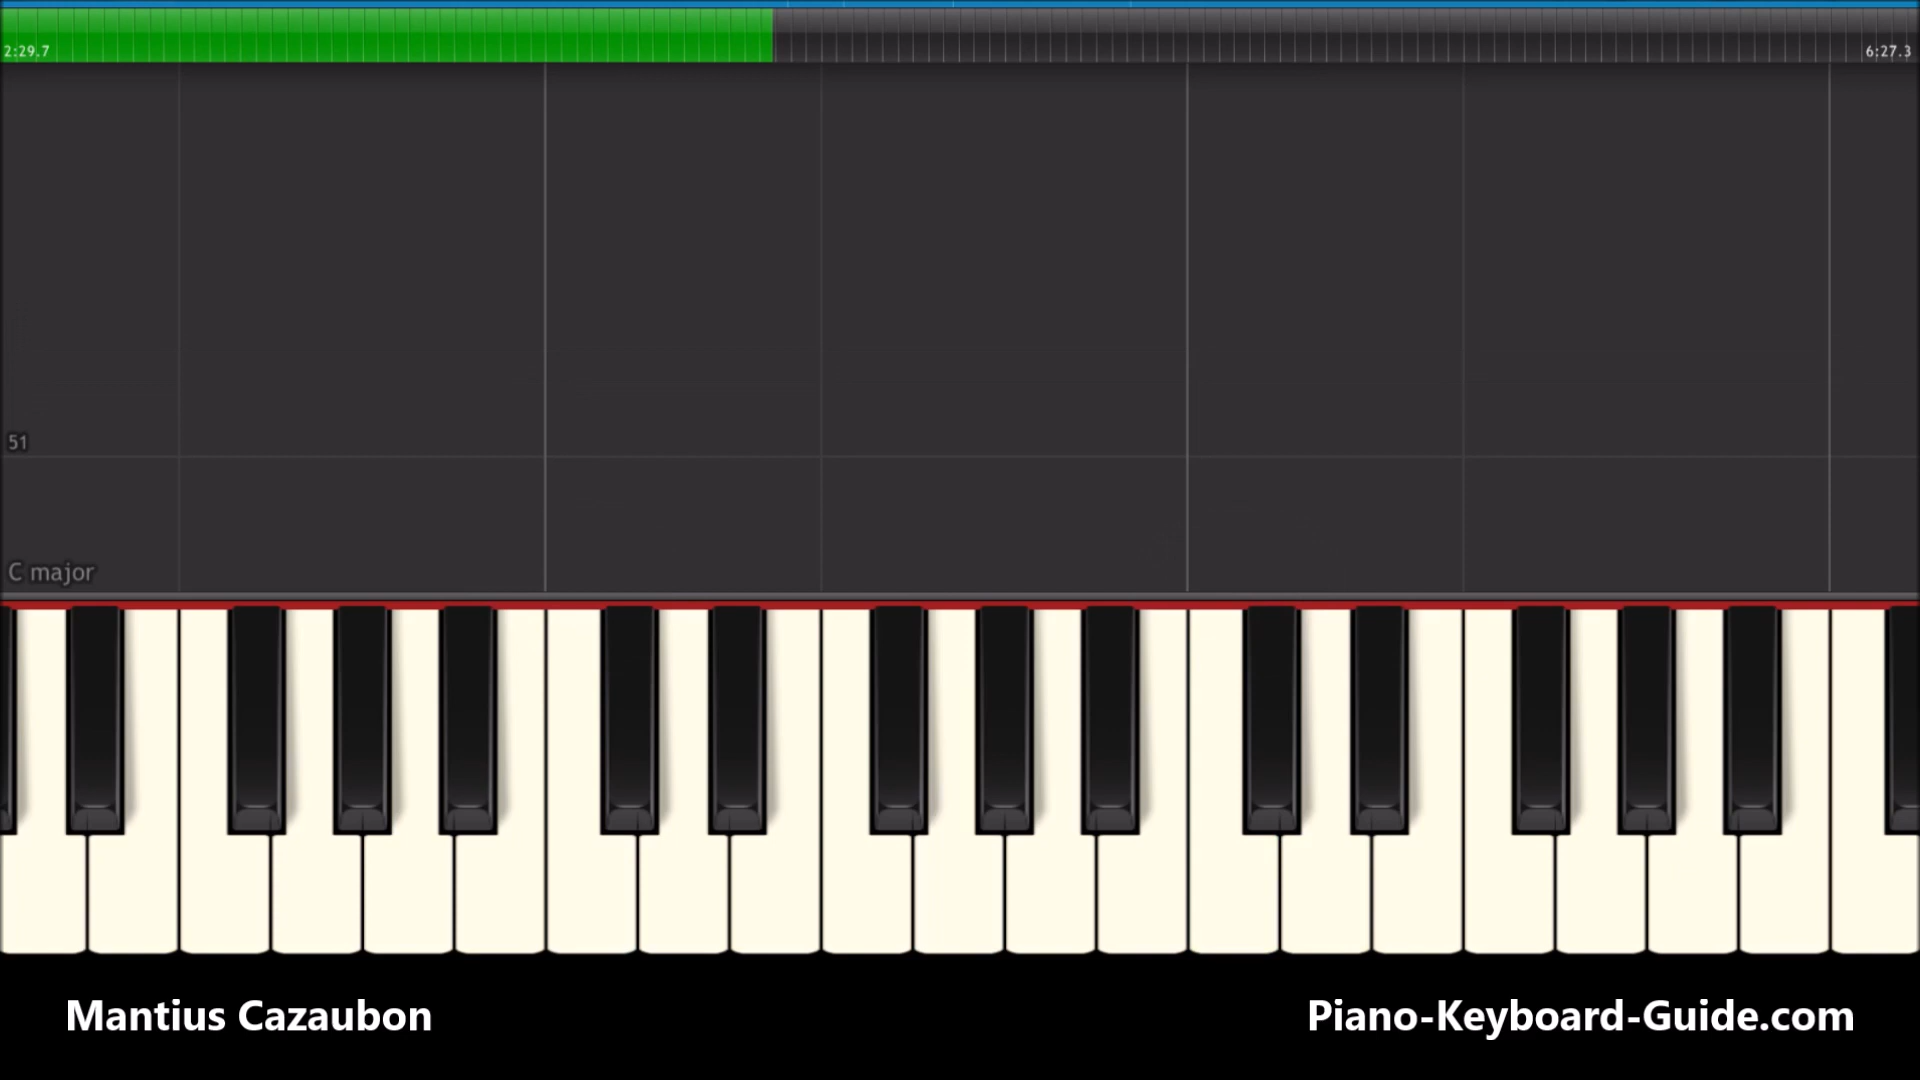 2:29.7
6:27.3
51
C major
Mantius Cazaubon
Piano-Keyboard-Guide.com